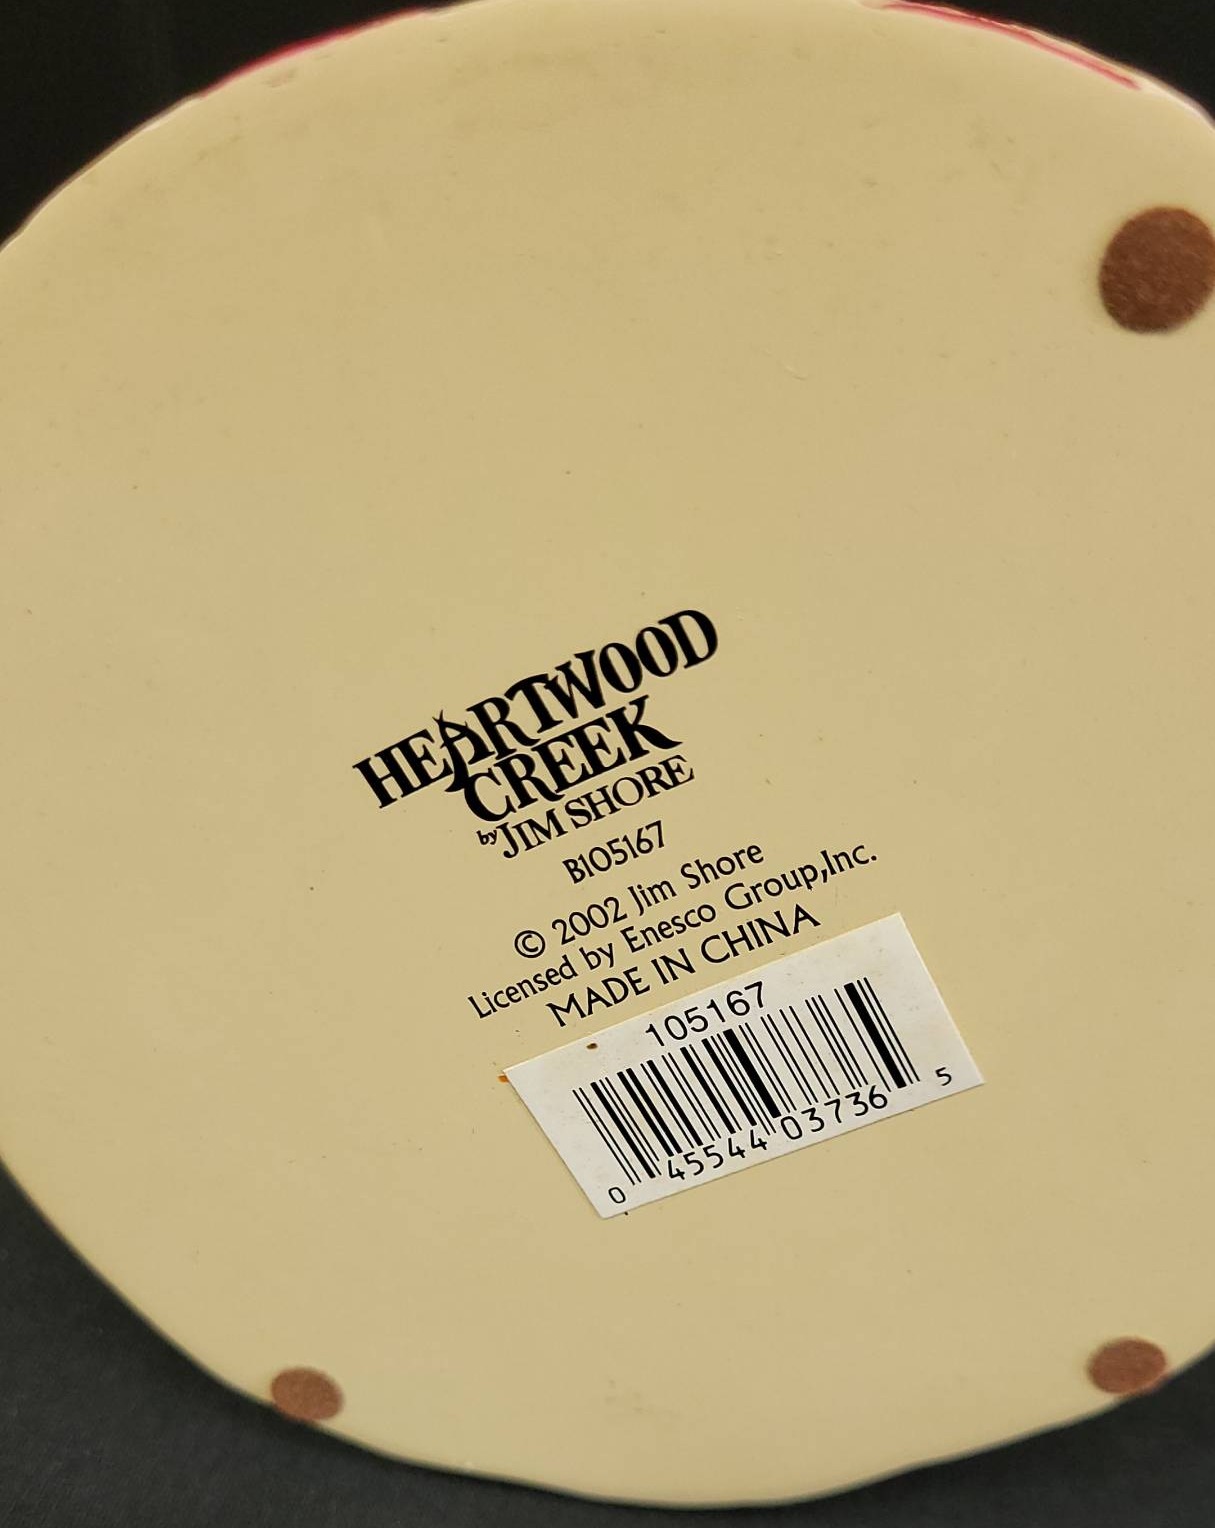 HEARTWOOD
CREEK
by JIM SHORE
B105167
© 2002 Jim Shore
Licensed by Enesco Group,Inc.
MADE IN CHINA
105167
0 45544 03736 5